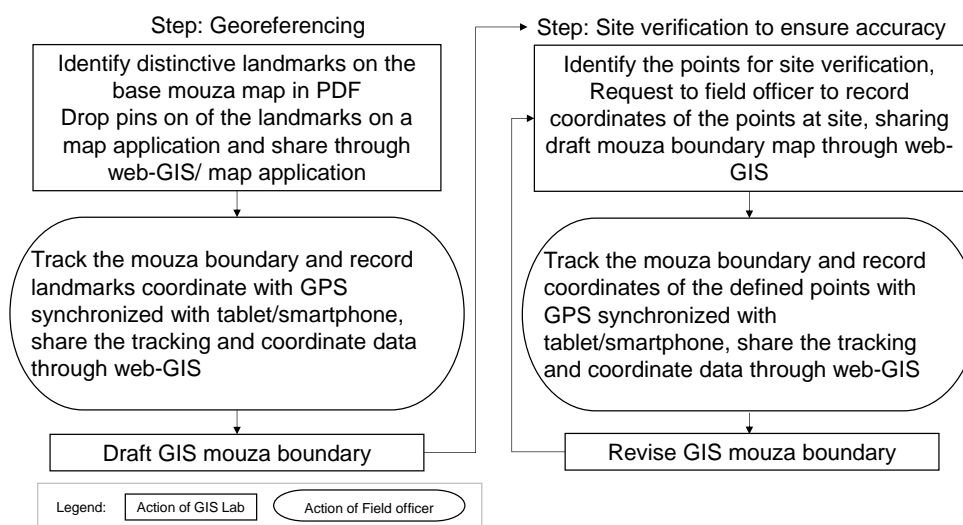 Step: Georeferencing
Identify distinctive landmarks on the
base mouza map in PDF
Drop pins on of the landmarks on a
map application and share through
web-GIS/ map application
Track the mouza boundary and record
landmarks coordinate with GPS
synchronized with tablet/smartphone,
share the tracking and coordinate data
through web-GIS
Draft GIS mouza boundary
Step: Site verification to ensure accuracy
Identify the points for site verification,
Request to field officer to record
coordinates of the points at site, sharing
draft mouza boundary map through web-
GIS
Track the mouza boundary and record
coordinates of the defined points with
GPS synchronized with
tablet/smartphone, share the tracking
and coordinate data through web-GIS
Revise GIS mouza boundary
Legend:
Action of GIS Lab
Action of Field officer